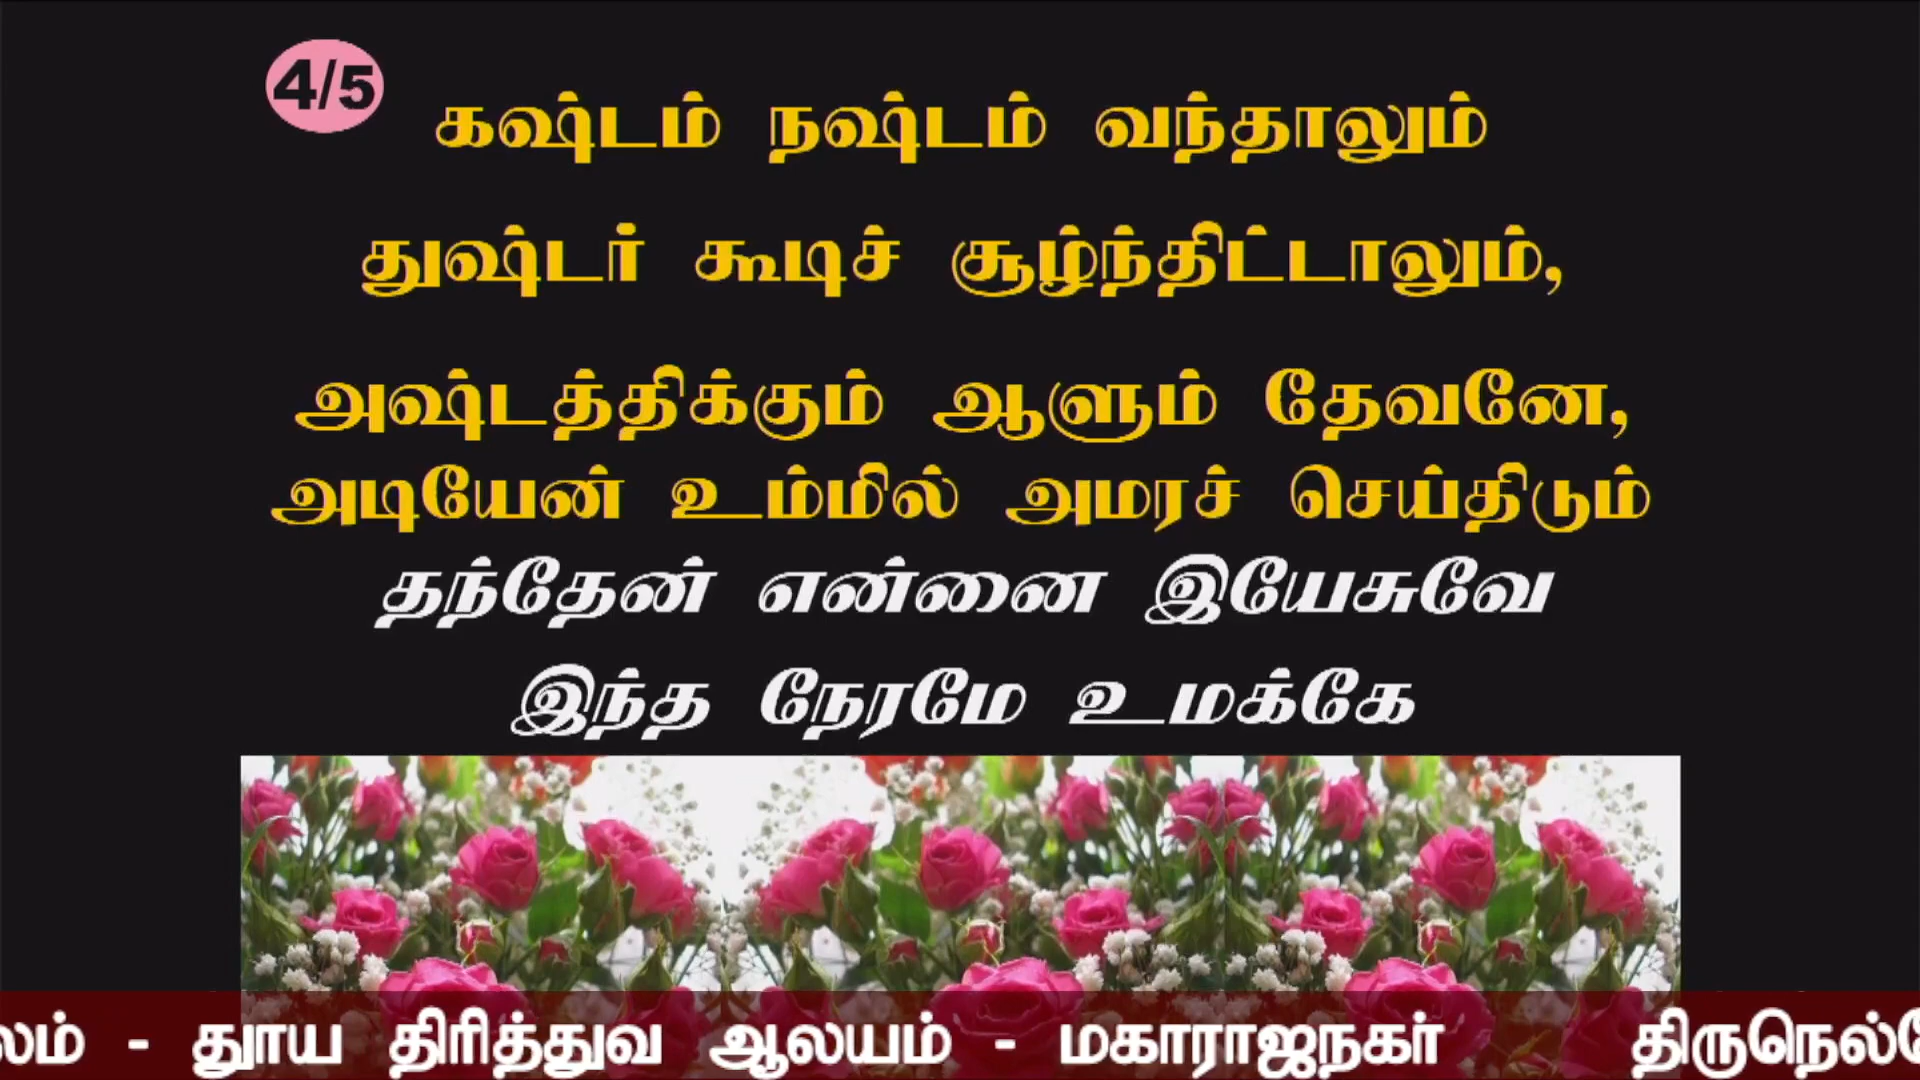 4/5
கஷ்டம் நஷ்டம் வந்தாலும்
துஷ்டர் கூடிச் சூழ்ந்திட்டாலும்,
அஷ்டத்திக்கும் ஆளும் தேவனே,
அடியேன் உம்மில் அமரச் செய்திடும்
தந்தேன் என்னை இயேசுவே
இந்த நேரமே உமக்கே
- தூய திரித்துவ ஆலயம் - மகாராஜநகர்